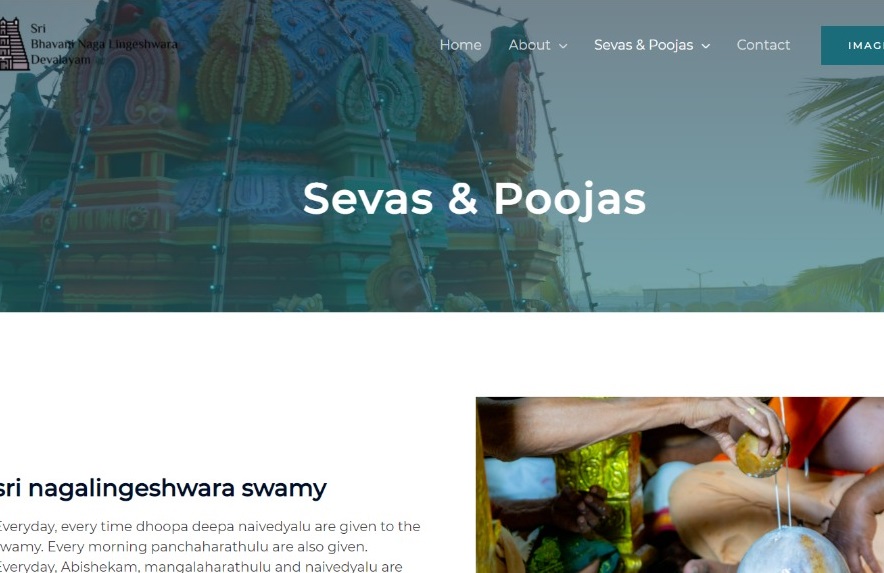 Sri
Bhavani Naga Lingeshwara
Devalayam
Home About Sevas & Poojas Contact IMAG
Sevas & Poojas
sri nagalingeshwara swamy
Everyday, every time dhoopa deepa naivedyalu are given to the
swamy. Every morning panchaharathulu are also given.
Everyday, Abishekam, mangalaharathulu and naivedyalu are